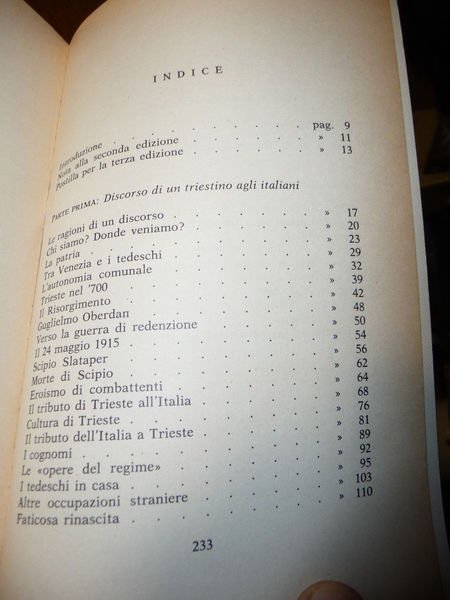 INDICE
Introduzione . . . . . . . . pag. 9
Nota alla seconda edizione . . . . . » 11
Postilla per la terza edizione . . . . . » 13
PARTE PRIMA: Discorso di un triestino agli italiani
Le ragioni di un discorso . . . . . » 17
Chi siamo? Donde veniamo? . . . . . » 20
La patria . . . . . . . . » 23
Tra Venezia e i tedeschi . . . . . » 29
L'autonomia comunale . . . . . » 32
Trieste nel '700 . . . . . . . » 39
Il Risorgimento . . . . . . . » 42
Guglielmo Oberdan . . . . . . » 48
Verso la guerra di redenzione . . . . » 50
Il 24 maggio 1915 . . . . . . » 54
Scipio Slataper . . . . . . . » 56
Morte di Scipio . . . . . . . » 62
Eroismo di combattenti . . . . . » 64
Il tributo di Trieste all'Italia . . . . » 68
Cultura di Trieste . . . . . . » 76
Il tributo dell'Italia a Trieste . . . . » 81
I cognomi . . . . . . . . » 89
Le «opere del regime» . . . . . » 92
I tedeschi in casa . . . . . . » 95
Altre occupazioni straniere . . . . » 103
Faticosa rinascita . . . . . . » 110
233